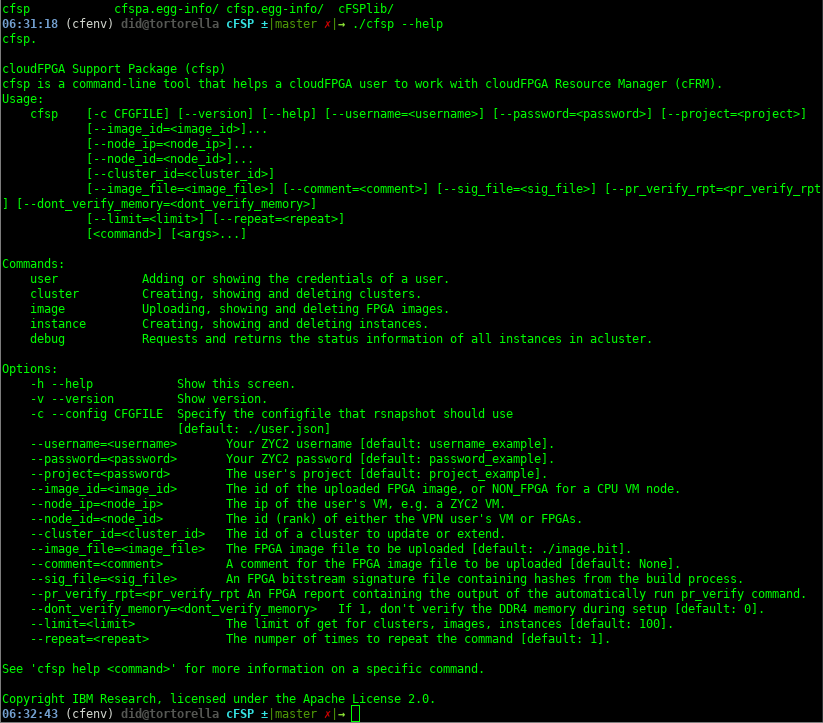 cfsp            cfspa.egg-info/ cfsp.egg-info/  cFSPlib/
06:31:18 (cfenv) did@tortorella cFSP ±|master ✗|→ ./cfsp --help
cfsp.

cloudFPGA Support Package (cfsp)
cfsp is a command-line tool that helps a cloudFPGA user to work with cloudFPGA Resource Manager (cFRM).
Usage:
    cfsp    [-c CFGFILE] [--version] [--help] [--username=<username>] [--password=<password>] [--project=<project>]
            [--image_id=<image_id>]...
            [--node_ip=<node_ip>]...
            [--node_id=<node_id>]...
            [--cluster_id=<cluster_id>]
            [--image_file=<image_file>] [--comment=<comment>] [--sig_file=<sig_file>] [--pr_verify_rpt=<pr_verify_rpt
] [--dont_verify_memory=<dont_verify_memory>]
            [--limit=<limit>] [--repeat=<repeat>]
            [<command>] [<args>...]

Commands:
    user            Adding or showing the credentials of a user.
    cluster         Creating, showing and deleting clusters.
    image           Uploading, showing and deleting FPGA images.
    instance        Creating, showing and deleting instances.
    debug           Requests and returns the status information of all instances in acluster.

Options:
    -h --help            Show this screen.
    -v --version         Show version.
    -c --config CFGFILE  Specify the configfile that rsnapshot should use
                         [default: ./user.json]
    --username=<username>       Your ZYC2 username [default: username_example].
    --password=<password>       Your ZYC2 password [default: password_example].
    --project=<password>        The user's project [default: project_example].
    --image_id=<image_id>       The id of the uploaded FPGA image, or NON_FPGA for a CPU VM node.
    --node_ip=<node_ip>         The ip of the user's VM, e.g. a ZYC2 VM.
    --node_id=<node_id>         The id (rank) of either the VPN user's VM or FPGAs.
    --cluster_id=<cluster_id>   The id of a cluster to update or extend.
    --image_file=<image_file>   The FPGA image file to be uploaded [default: ./image.bit].
    --comment=<comment>         A comment for the FPGA image file to be uploaded [default: None].
    --sig_file=<sig_file>       An FPGA bitstream signature file containing hashes from the build process.
    --pr_verify_rpt=<pr_verify_rpt An FPGA report containing the output of the automatically run pr_verify command.
    --dont_verify_memory=<dont_verify_memory>   If 1, don't verify the DDR4 memory during setup [default: 0].
    --limit=<limit>             The limit of get for clusters, images, instances [default: 100].
    --repeat=<repeat>           The numper of times to repeat the command [default: 1].

See 'cfsp help <command>' for more information on a specific command.

Copyright IBM Research, licensed under the Apache License 2.0.
06:32:43 (cfenv) did@tortorella cFSP ±|master ✗|→